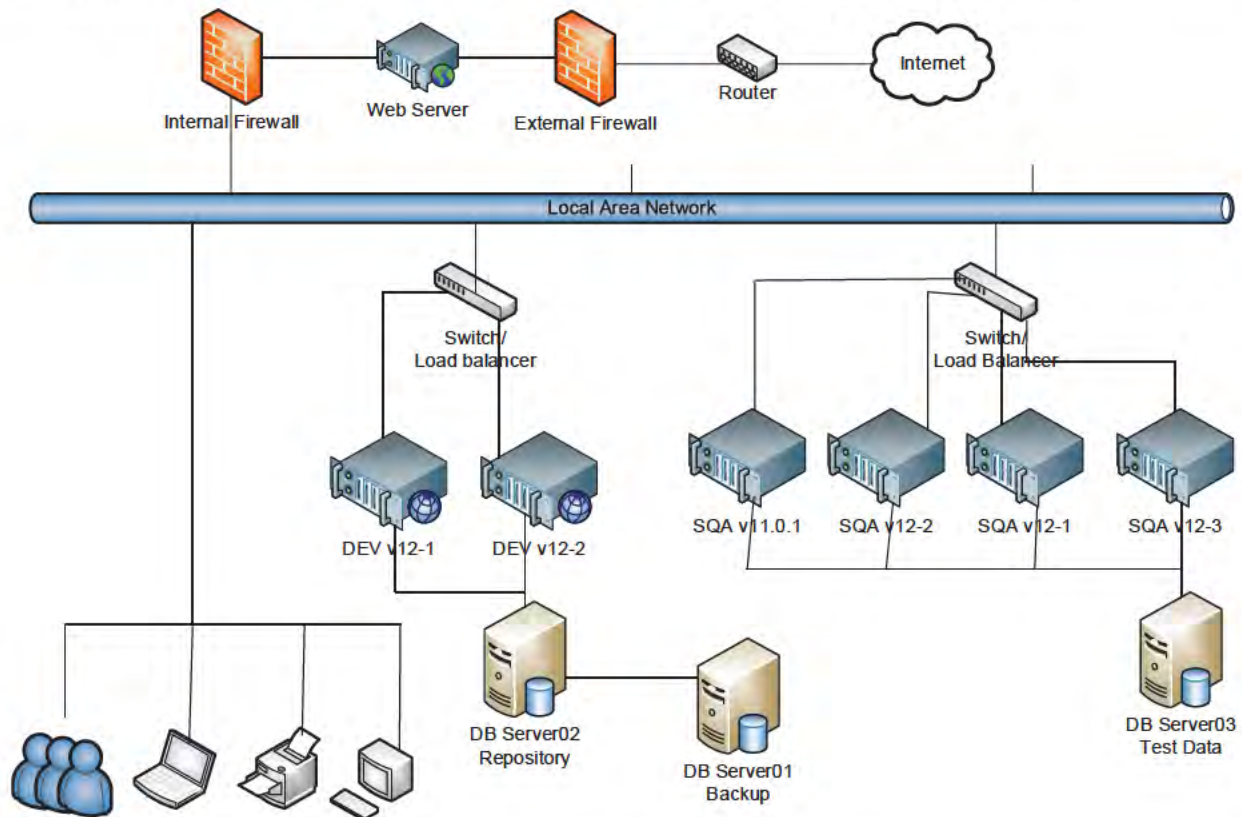 Internet
Router
Web Server
Internal Firewall
External Firewall
Local Area Network
Switch/
Load balancer
Switch/
Load Balancer
SQA v11.0.1
SQA v12-2
SQA v12-1
SQA v12-3
DEV v12-1
DEV v12-2
DB Server02
Repository
DB Server03
Test Data
DB Server01
Backup